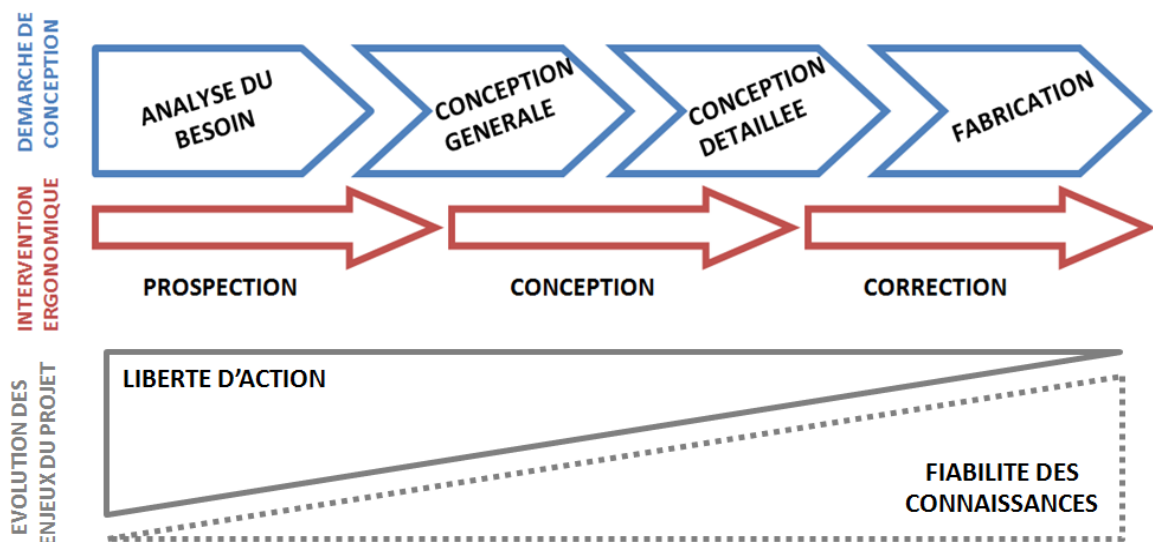 DEMARCHE DE
CONCEPTION
ANALYSE DU
BESOIN
CONCEPTION
GENERALE
CONCEPTION
DETAILLEE
FABRICATION
INTERVENTION
ERGONOMIQUE
PROSPECTION
CONCEPTION
CORRECTION
EVOLUTION DES
ENJEUX DU PROJET
LIBERTE D'ACTION
FIABILITE DES
CONNAISSANCES